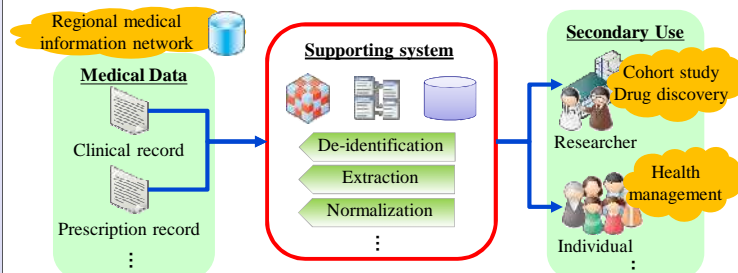 Regional medical
information network
Medical Data
Clinical record
Prescription record
⋮
Supporting system
De-identification
Extraction
Normalization
⋮
Secondary Use
Cohort study
Drug discovery
Researcher
Health
management
Individual
⋮